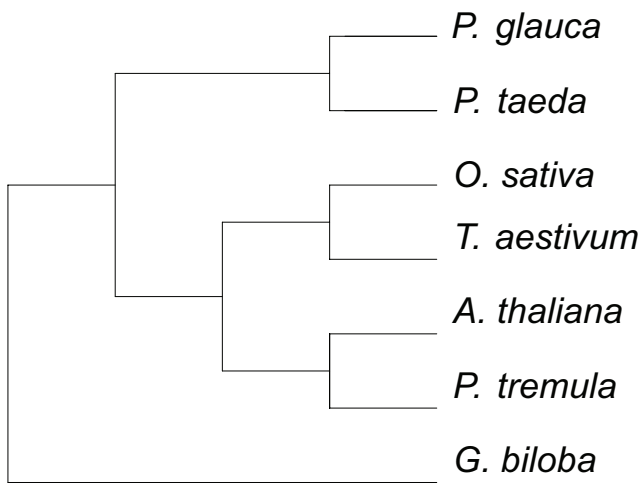 P. glauca
P. taeda
O. sativa
T. aestivum
A. thaliana
P. tremula
G. biloba